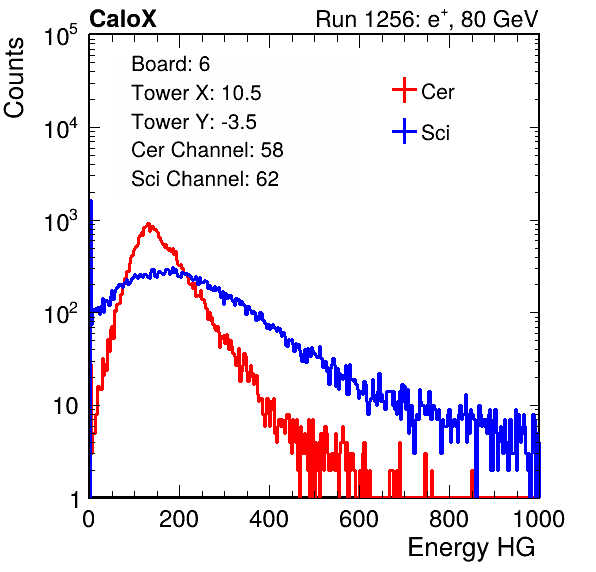 CaloX Run 1256: e⁺, 80 GeV
Counts
10⁵
10⁴
10³
10²
10
1
Board: 6
Tower X: 10.5
Tower Y: -3.5
Cer Channel: 58
Sci Channel: 62
Cer
Sci
0 200 400 600 800 1000
Energy HG